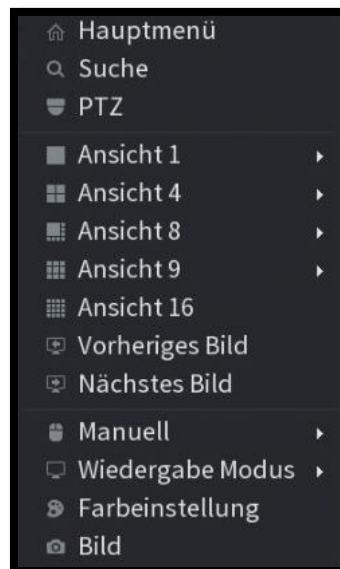 Hauptmenü
Suche
PTZ
Ansicht 1
Ansicht 4
Ansicht 8
Ansicht 9
Ansicht 16
Vorheriges Bild
Nächstes Bild
Manuell
Wiedergabe Modus
Farbeinstellung
Bild